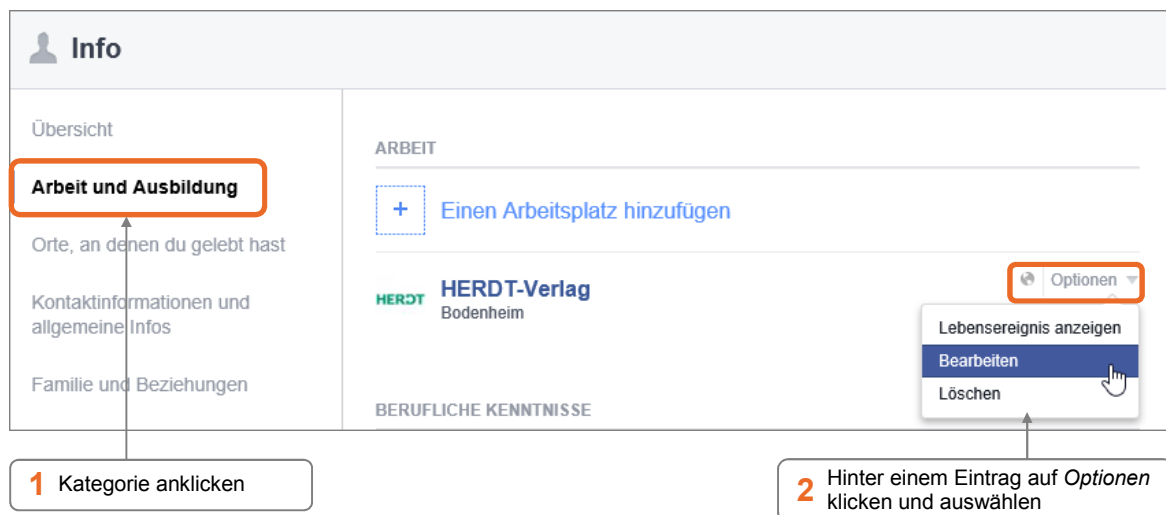 Info
Übersicht
Arbeit und Ausbildung
Orte, an denen du gelebt hast
Kontaktinformationen und
allgemeine Infos
Familie und Beziehungen
ARBEIT
+ Einen Arbeitsplatz hinzufügen
HERDT
HERDT-Verlag
Bodenheim
Optionen
Lebensereignis anzeigen
Bearbeiten
Löschen
BERUFLICHE KENNTNISSE
1 Kategorie anklicken
2 Hinter einem Eintrag auf Optionen
klicken und auswählen